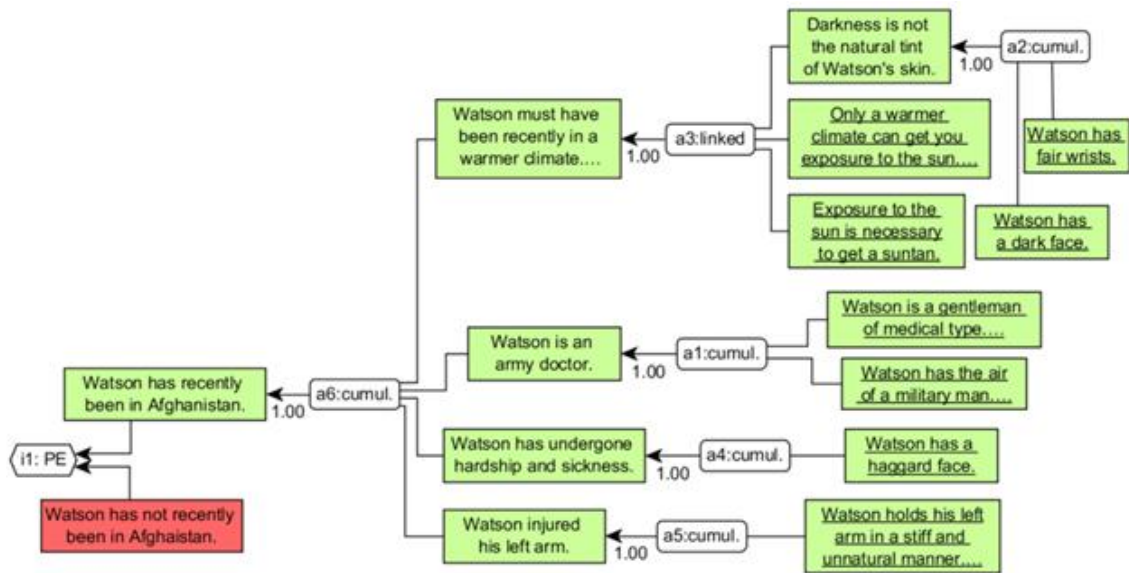 Darkness is not
the natural tint
of Watson's skin.
a2:cumul.
1.00
Watson has
fair wrists.
Watson has
a dark face.
Watson must have
been recently in a
warmer climate....
a3:linked
1.00
Only a warmer
climate can get you
exposure to the sun....
Exposure to the
sun is necessary
to get a suntan.
Watson is an
army doctor.
a1:cumul.
1.00
Watson is a gentleman
of medical type....
Watson has the air
of a military man....
Watson has recently
been in Afghanistan.
a6:cumul.
1.00
i1: PE
Watson has not recently
been in Afghaistan.
Watson has undergone
hardship and sickness.
a4:cumul.
1.00
Watson has a
haggard face.
Watson injured
his left arm.
a5:cumul.
1.00
Watson holds his left
arm in a stiff and
unnatural manner....